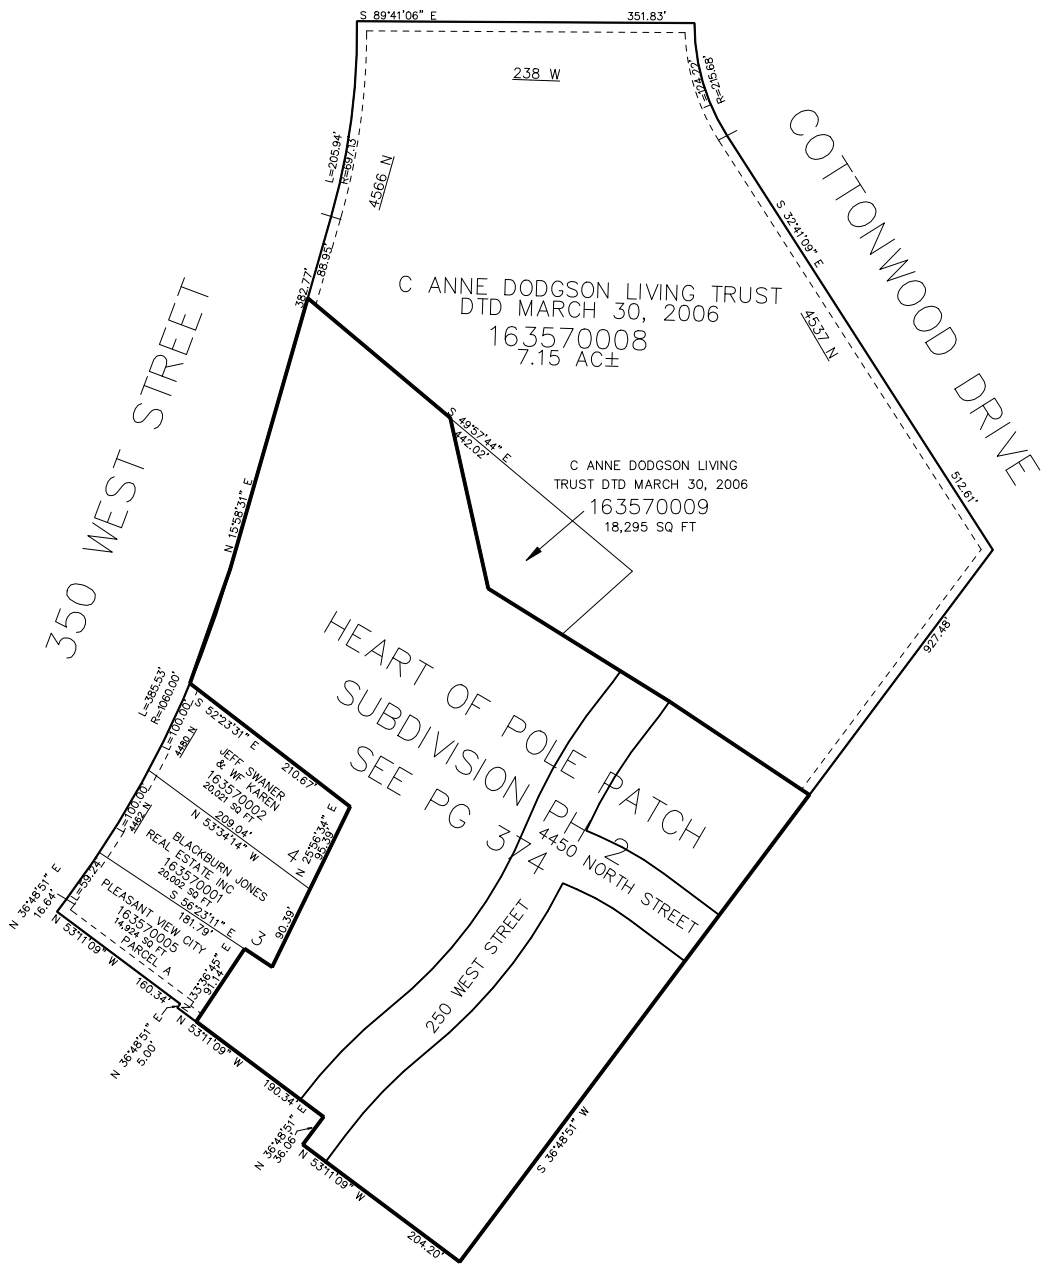 S 89°41'06" E
351.83'
238 W
L=124.22'
R=215.68'
L=205.94'
R=697.13'
4566 N
COTTONWOOD DRIVE
S 32°41'09" E
88.95'
382.77'
C ANNE DODGSON LIVING TRUST
DTD MARCH 30, 2006
163570008
7.15 AC±
4537 N
350 WEST STREET
S 49°57'44" E
442.02'
C ANNE DODGSON LIVING
TRUST DTD MARCH 30, 2006
163570009
18,295 SQ FT
512.61'
N 15°58'31" E
927.48'
HEART OF POLE PATCH
SUBDIVISION PH 2
SEE PG 374
L=385.53'
R=1060.00'
L=100.00'
4480 N
S 52°23'31" E
210.67'
JEFF SWANER
& WF KAREN
163570002
20,021 SQ FT
209.04'
N 53°34'14" W
4
N 25°56'34" E
95.39'
L=100.00'
4462 N
BLACKBURN JONES
REAL ESTATE INC
163570001
20,002 SQ FT
S 56°23'11" E
181.79'
3
90.39'
4450 NORTH STREET
250 WEST STREET
L=59.24'
N 36°48'51" E
16.64'
PLEASANT VIEW CITY
163570005
14,924 SQ FT
PARCEL A
N 53°11'09" W
160.34'
N 33°36'45" E
91.14'
N 36°48'51" E
5.00'
N 53°11'09" W
190.34'
N 36°48'51" E
36.06'
N 53°11'09" W
204.20'
S 36°48'51" W